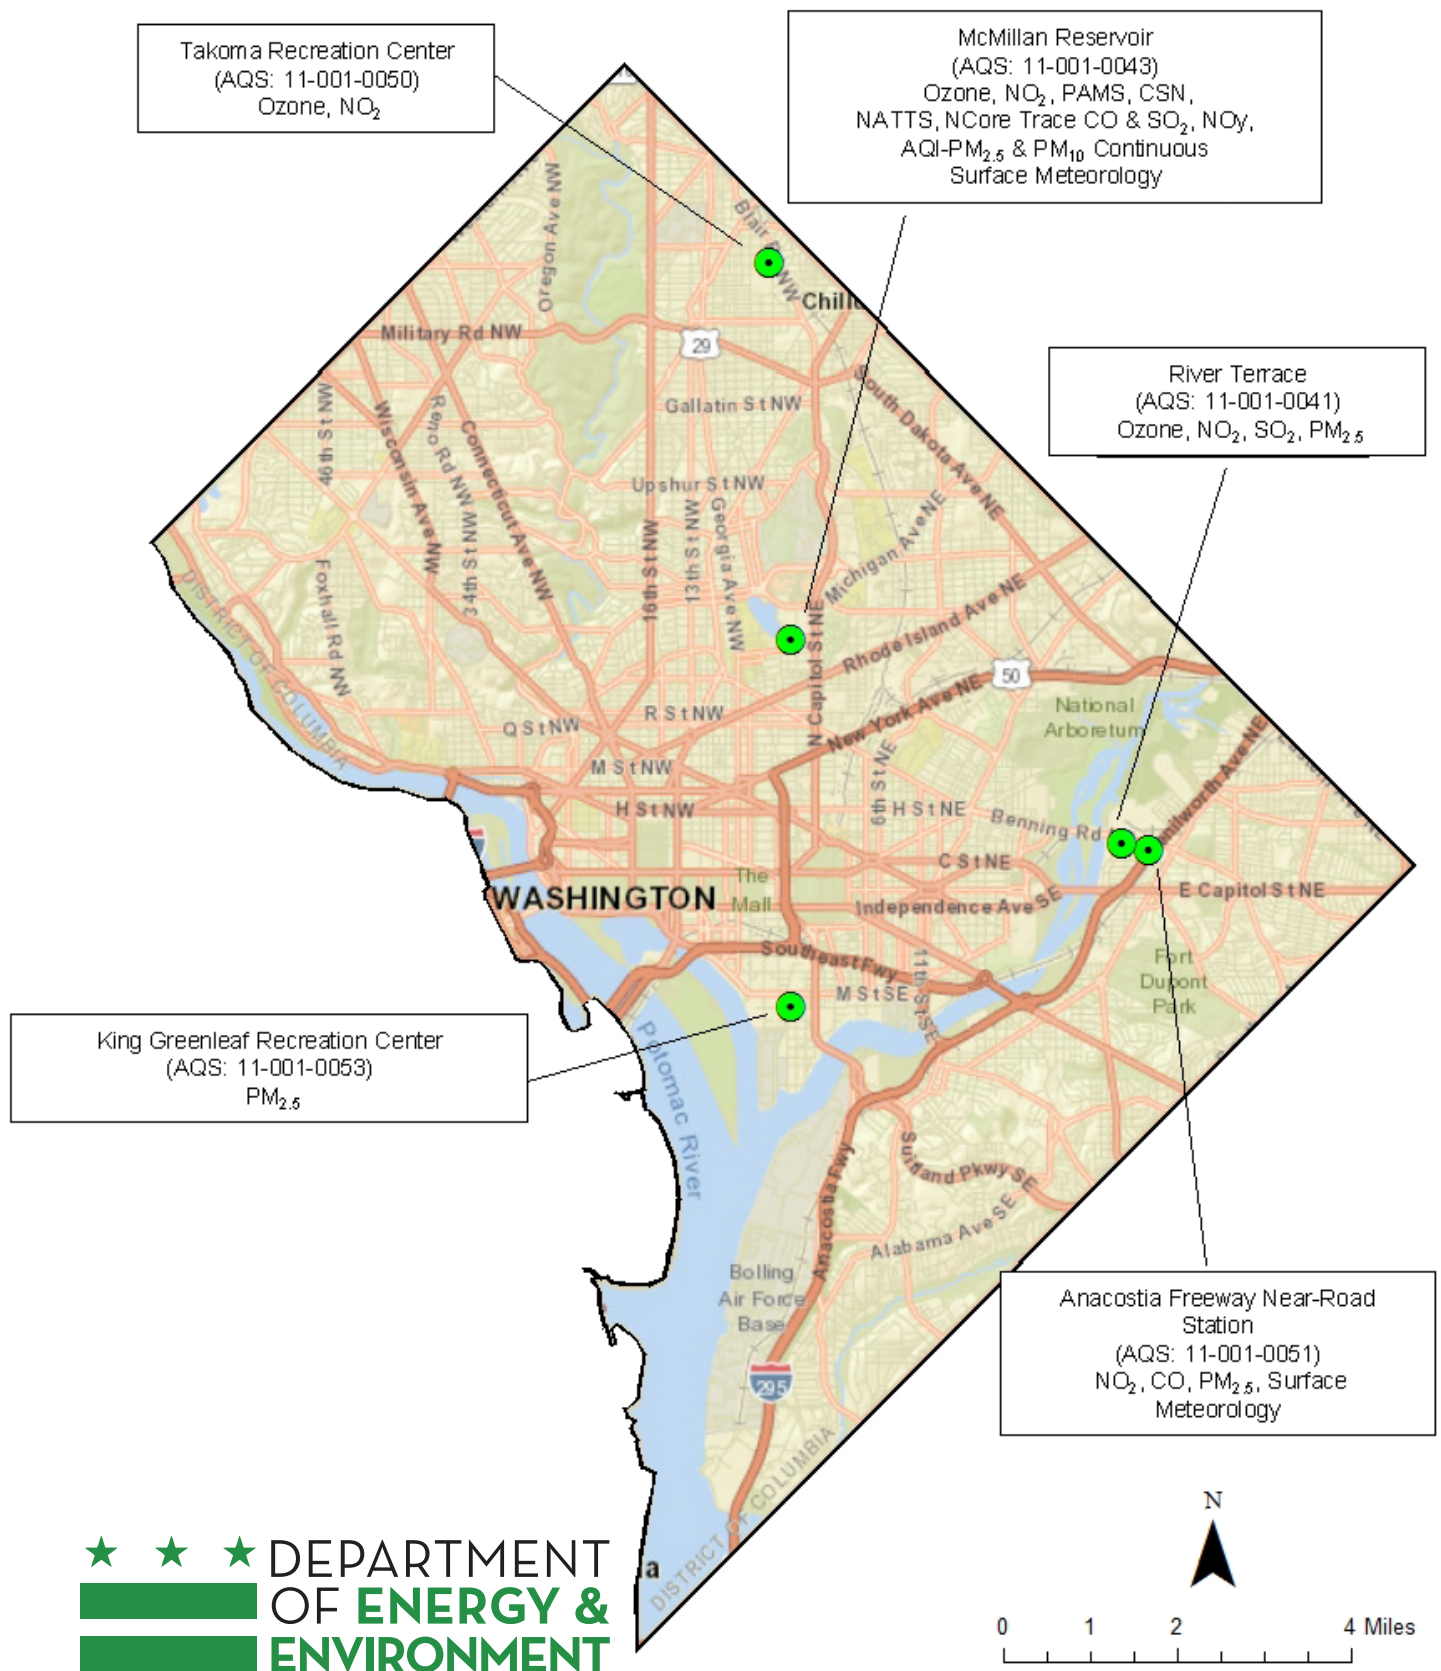 Takoma Recreation Center
(AQS: 11-001-0050)
Ozone, NO₂
McMillan Reservoir
(AQS: 11-001-0043)
Ozone, NO₂, PAMS, CSN,
NATTS, NCore Trace CO & SO₂, NOy,
AQI-PM₂.₅ & PM₁₀ Continuous
Surface Meteorology
River Terrace
(AQS: 11-001-0041)
Ozone, NO₂, SO₂, PM₂.₅
Oregon Ave NW
Blair
NW
Chill
Military Rd NW
29
South Dakota Ave NE
Gallatin St NW
46th St NW
Wisconsin Ave NW
Reno Rd NW
Connecticut Ave NW
34th St NW
Upshur St NW
16th St NW
13th St NW
Georgia Ave NW
Michigan Ave NE
Foxhall Rd NW
DISTRICT OF COLUMBIA
N Capitol St NE
Rhode Island Ave NE
50
New York Ave NE
National
Arboretum
Q St NW
R St NW
M St NW
H St NW
6th St NE
H St NE
Benning Rd
nilworth Ave NE
NE
C St NE
The
Mall
WASHINGTON
Independence Ave SE
E Capitol St NE
Southeast Fwy
11th St SE
M St SE
Fort
Dupont
Park
King Greenleaf Recreation Center
(AQS: 11-001-0053)
PM₂.₅
Potomac River
Suitland Pkwy SE
Anacostia Fwy
Alabama Ave SE
Bolling
Air Force
Base
295
DISTRICT OF COLUMBIA
a
Anacostia Freeway Near-Road
Station
(AQS: 11-001-0051)
NO₂, CO, PM₂.₅, Surface
Meteorology
N
0 1 2 4 Miles
DEPARTMENT
OF ENERGY &
ENVIRONMENT